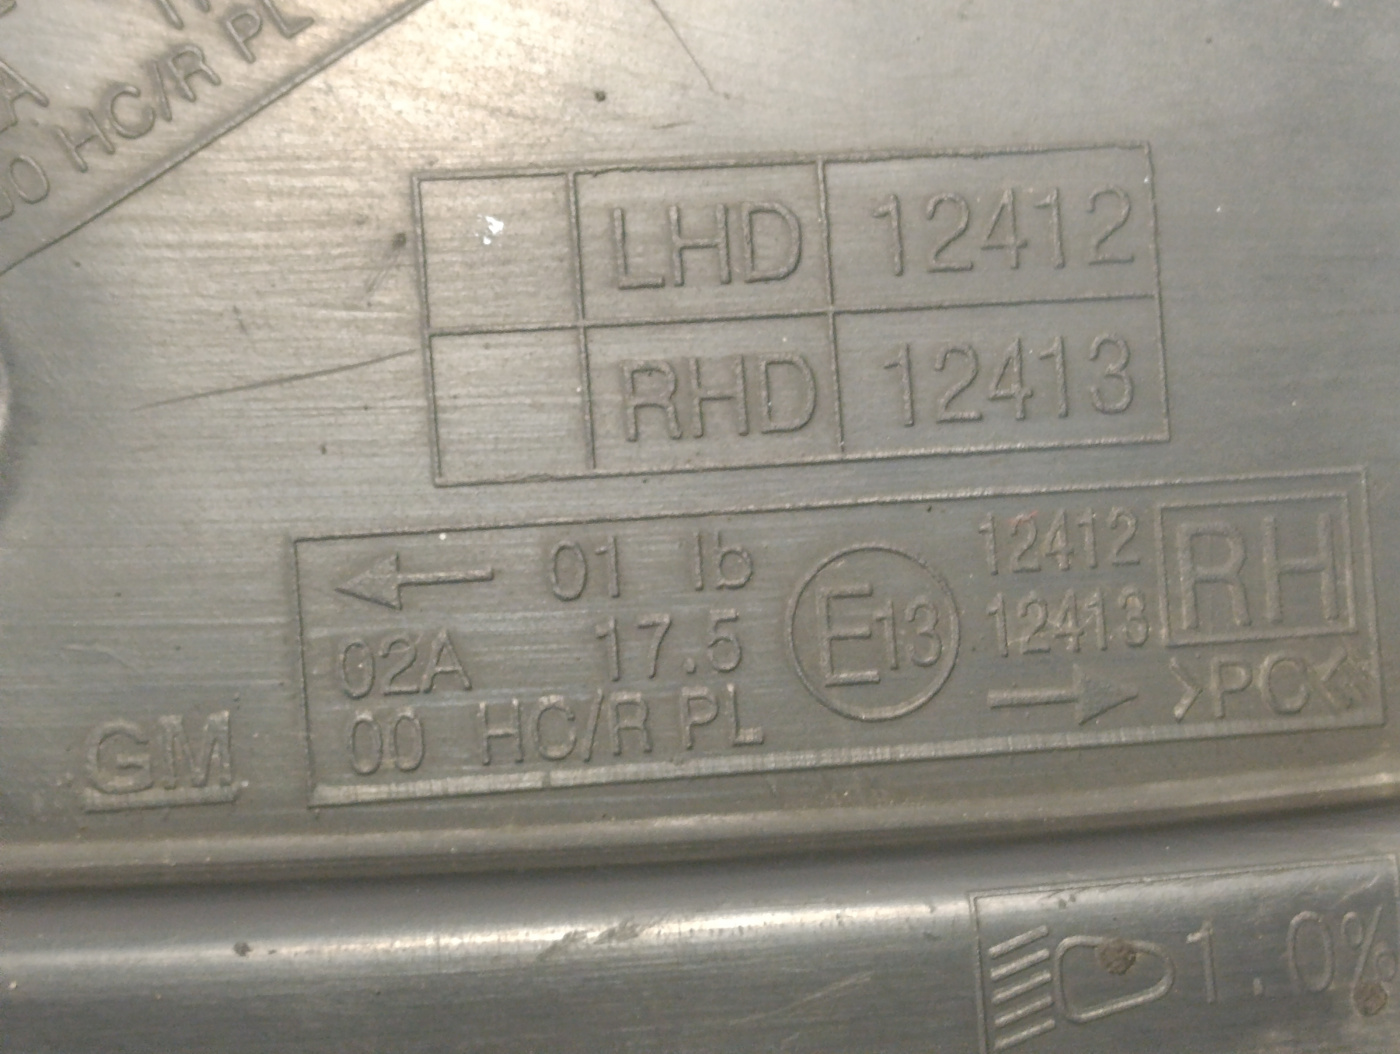 A
00 HC/R PL
LHD 12412
RHD 12413
← 01 Ib E13 12412 RH
02A 17.5 12413
00 HC/R PL → >PC<
GM
1.0%